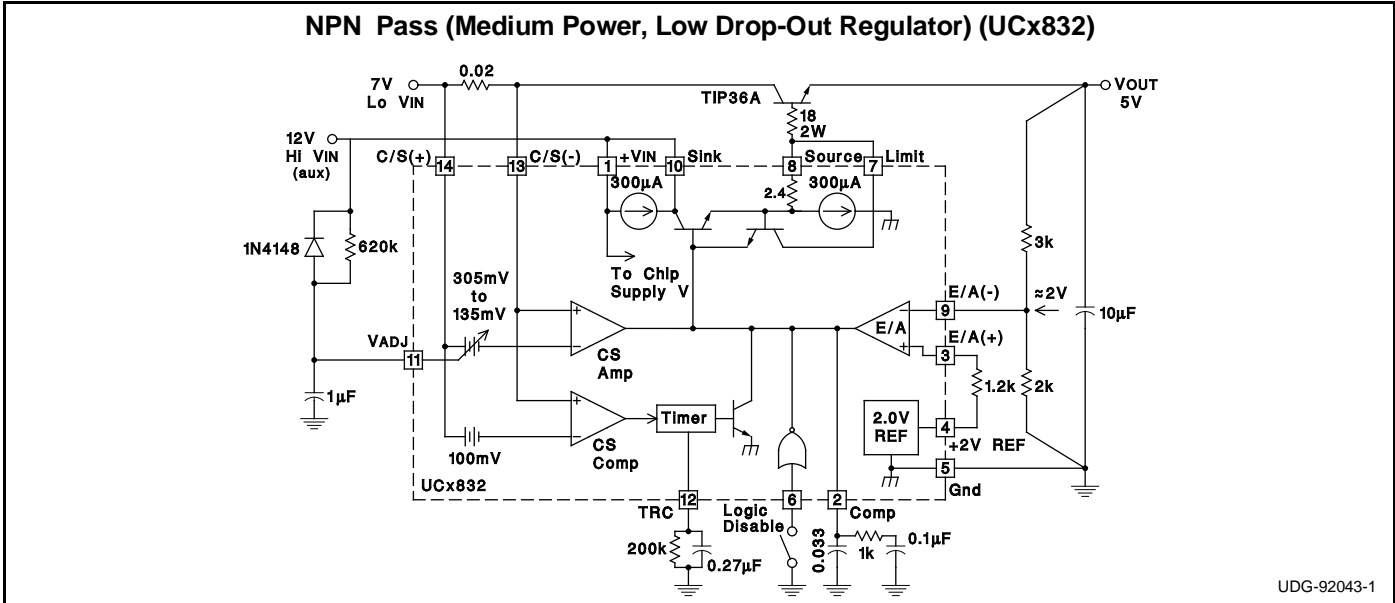 NPN Pass (Medium Power, Low Drop-Out Regulator) (UCx832)
7V
Lo VIN
0.02
TIP36A
VOUT
5V
18
2W
12V
Hi VIN
(aux)
C/S(+)
14
13
C/S(-)
1
+VIN
10
Sink
8
Source
7
Limit
300µA
2.4
300µA
1N4148
620k
To Chip
Supply V
3k
305mV
to
135mV
E/A(-)
9
≈2V
10µF
+
-
CS
Amp
E/A
-
+
E/A(+)
3
VADJ
11
1.2k
2k
1µF
+
-
CS
Comp
Timer
2.0V
REF
4
+2V REF
100mV
5
Gnd
UCx832
12
TRC
6
Logic
Disable
2
Comp
200k
0.27µF
0.033
1k
0.1µF
UDG-92043-1